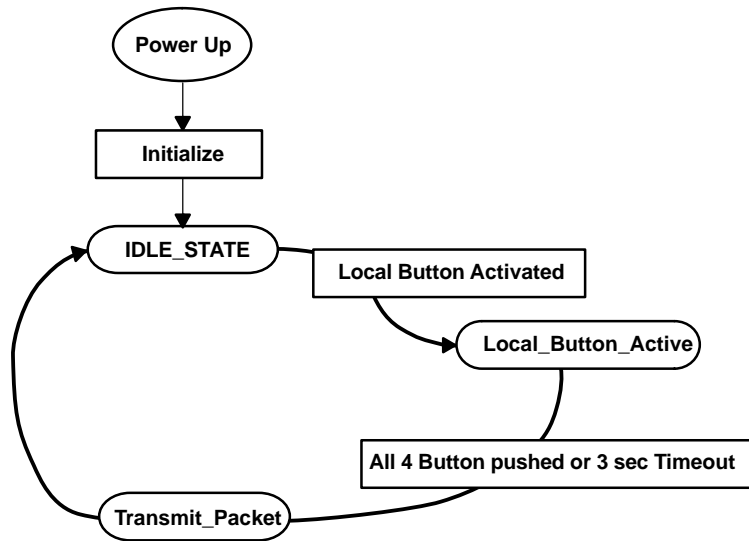 Power Up
Initialize
IDLE_STATE
Local Button Activated
Local_Button_Active
All 4 Button pushed or 3 sec Timeout
Transmit_Packet